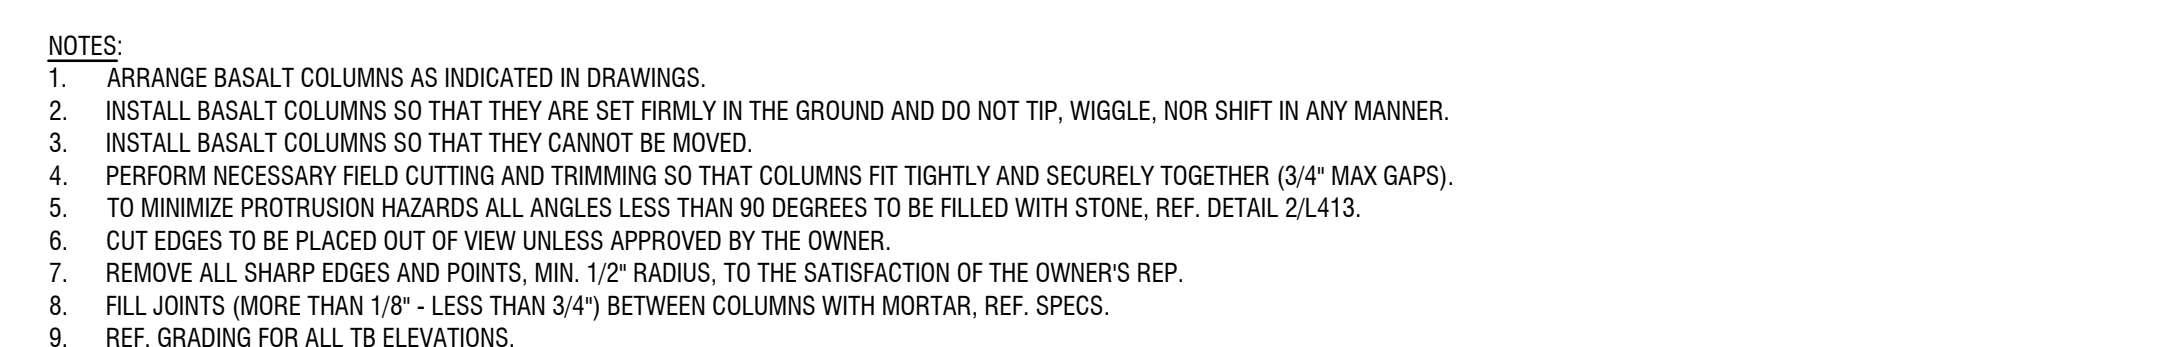 NOTES:
1. ARRANGE BASALT COLUMNS AS INDICATED IN DRAWINGS.
2. INSTALL BASALT COLUMNS SO THAT THEY ARE SET FIRMLY IN THE GROUND AND DO NOT TIP, WIGGLE, NOR SHIFT IN ANY MANNER.
3. INSTALL BASALT COLUMNS SO THAT THEY CANNOT BE MOVED.
4. PERFORM NECESSARY FIELD CUTTING AND TRIMMING SO THAT COLUMNS FIT TIGHTLY AND SECURELY TOGETHER (3/4" MAX GAPS).
5. TO MINIMIZE PROTRUSION HAZARDS ALL ANGLES LESS THAN 90 DEGREES TO BE FILLED WITH STONE, REF. DETAIL 2/L413.
6. CUT EDGES TO BE PLACED OUT OF VIEW UNLESS APPROVED BY THE OWNER.
7. REMOVE ALL SHARP EDGES AND POINTS, MIN. 1/2" RADIUS, TO THE SATISFACTION OF THE OWNER'S REP.
8. FILL JOINTS (MORE THAN 1/8" - LESS THAN 3/4") BETWEEN COLUMNS WITH MORTAR, REF. SPECS.
9. REF. GRADING FOR ALL TB ELEVATIONS.